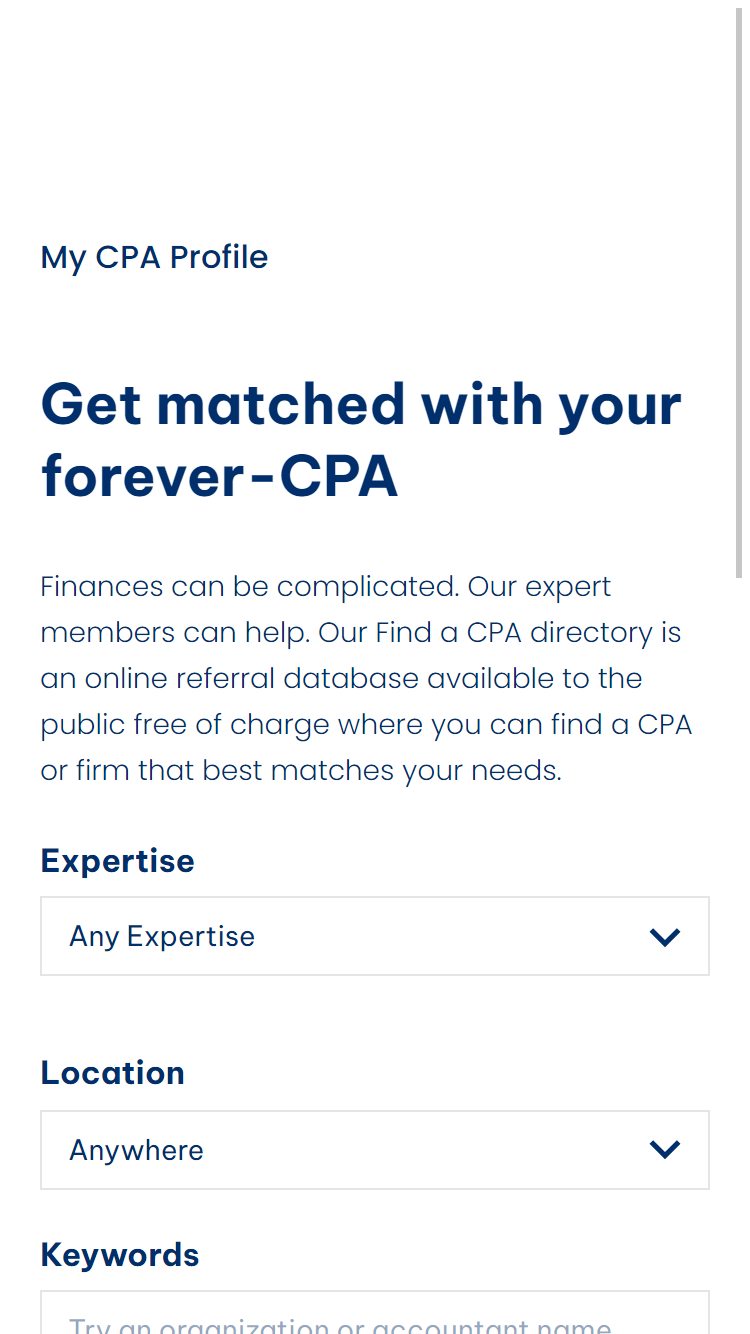 My CPA Profile
Get matched with your
forever-CPA
Finances can be complicated. Our expert
members can help. Our Find a CPA directory is
an online referral database available to the
public free of charge where you can find a CPA
or firm that best matches your needs.
Expertise
Any Expertise
Location
Anywhere
Keywords
Try an organization or accountant name